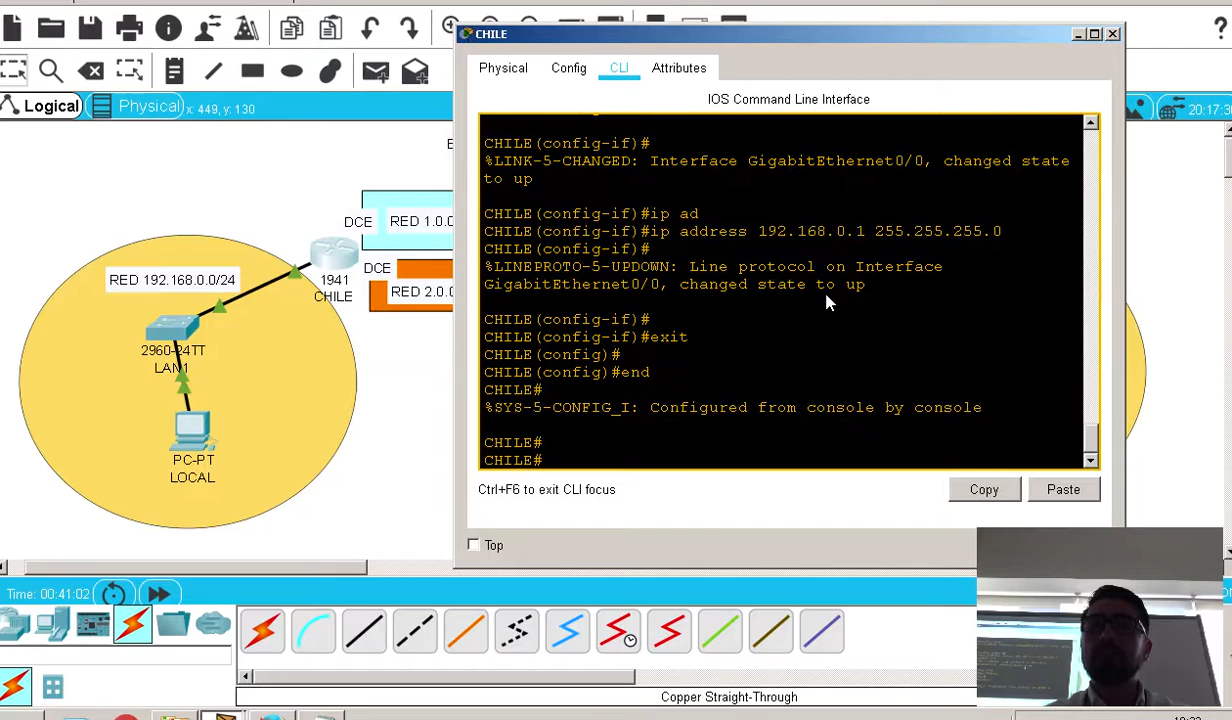 CHILE
Physical
Config
CLI
Attributes
Logical
Physical
x: 449, y: 130
20:17:3
IOS Command Line Interface
CHILE(config-if)#
%LINK-5-CHANGED: Interface GigabitEthernet0/0, changed state
to up
CHILE(config-if)#ip ad
CHILE(config-if)#ip address 192.168.0.1 255.255.255.0
CHILE(config-if)#
%LINEPROTO-5-UPDOWN: Line protocol on Interface
GigabitEthernet0/0, changed state to up
CHILE(config-if)#
CHILE(config-if)#exit
CHILE(config)#
CHILE(config)#end
CHILE#
%SYS-5-CONFIG_I: Configured from console by console
CHILE#
CHILE#
Ctrl+F6 to exit CLI focus
Copy
Paste
Top
DCE
RED 1.0.0
DCE
RED 2.0.
RED 192.168.0.0/24
1941
CHILE
2960-24TT
LAN1
PC-PT
LOCAL
Time: 00:41:02
Copper Straight-Through